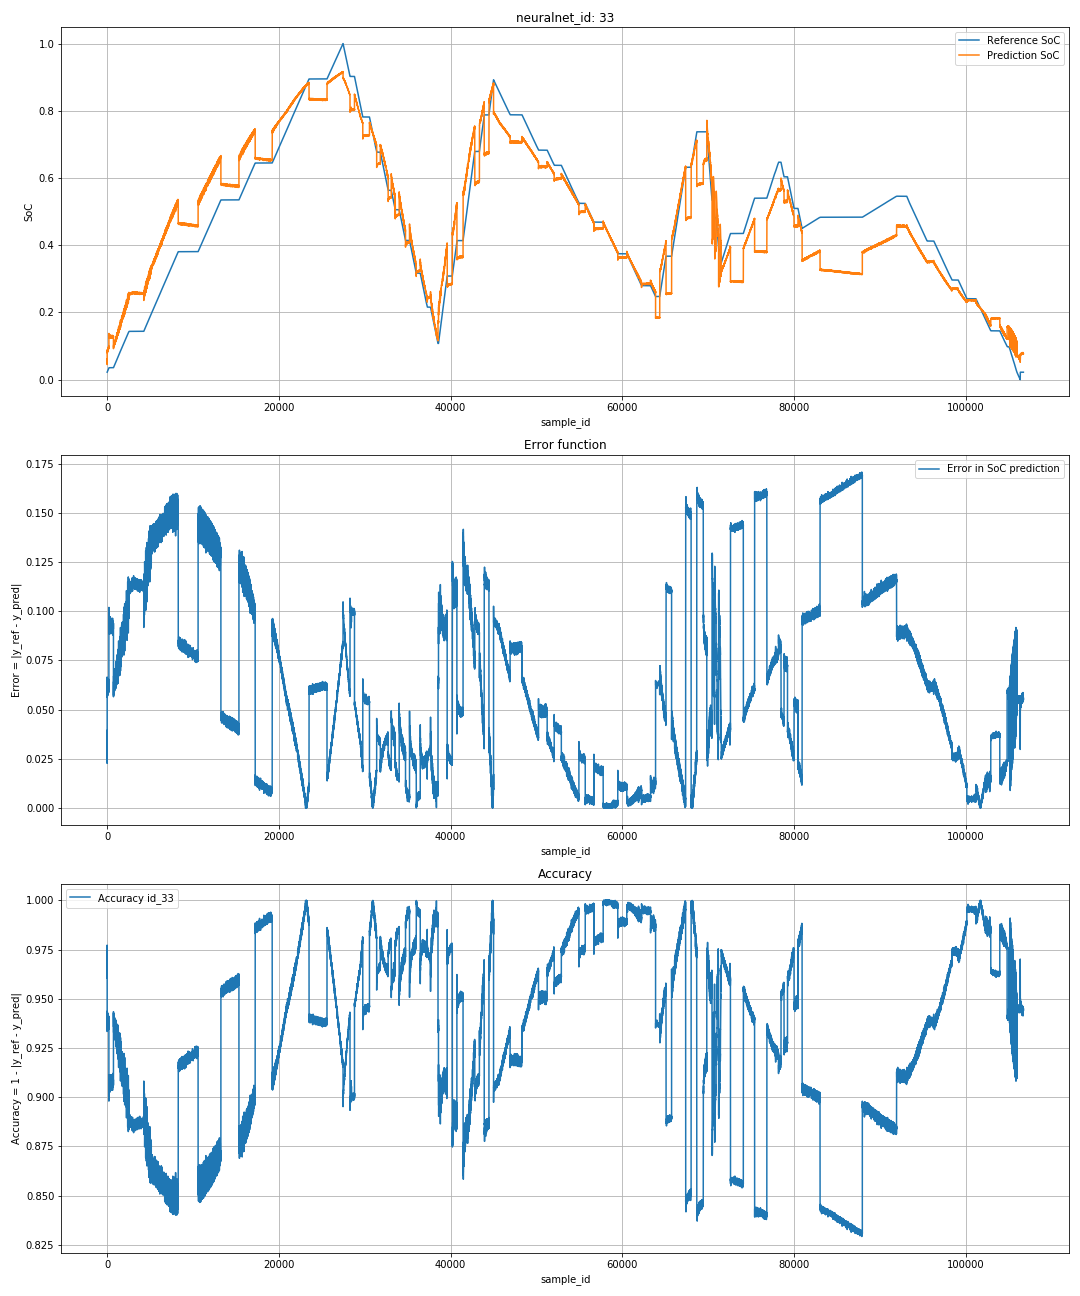 neuralnet_id: 33
Reference SoC
Prediction SoC
1.0
0.8
0.6
0.4
0.2
0.0
SoC
0 20000 40000 60000 80000 100000
sample_id
Error function
Error in SoC prediction
0.175
0.150
0.125
0.100
0.075
0.050
0.025
0.000
Error = |y_ref - y_pred|
0 20000 40000 60000 80000 100000
sample_id
Accuracy
Accuracy id_33
1.000
0.975
0.950
0.925
0.900
0.875
0.850
0.825
Accuracy = 1 - |y_ref - y_pred|
0 20000 40000 60000 80000 100000
sample_id